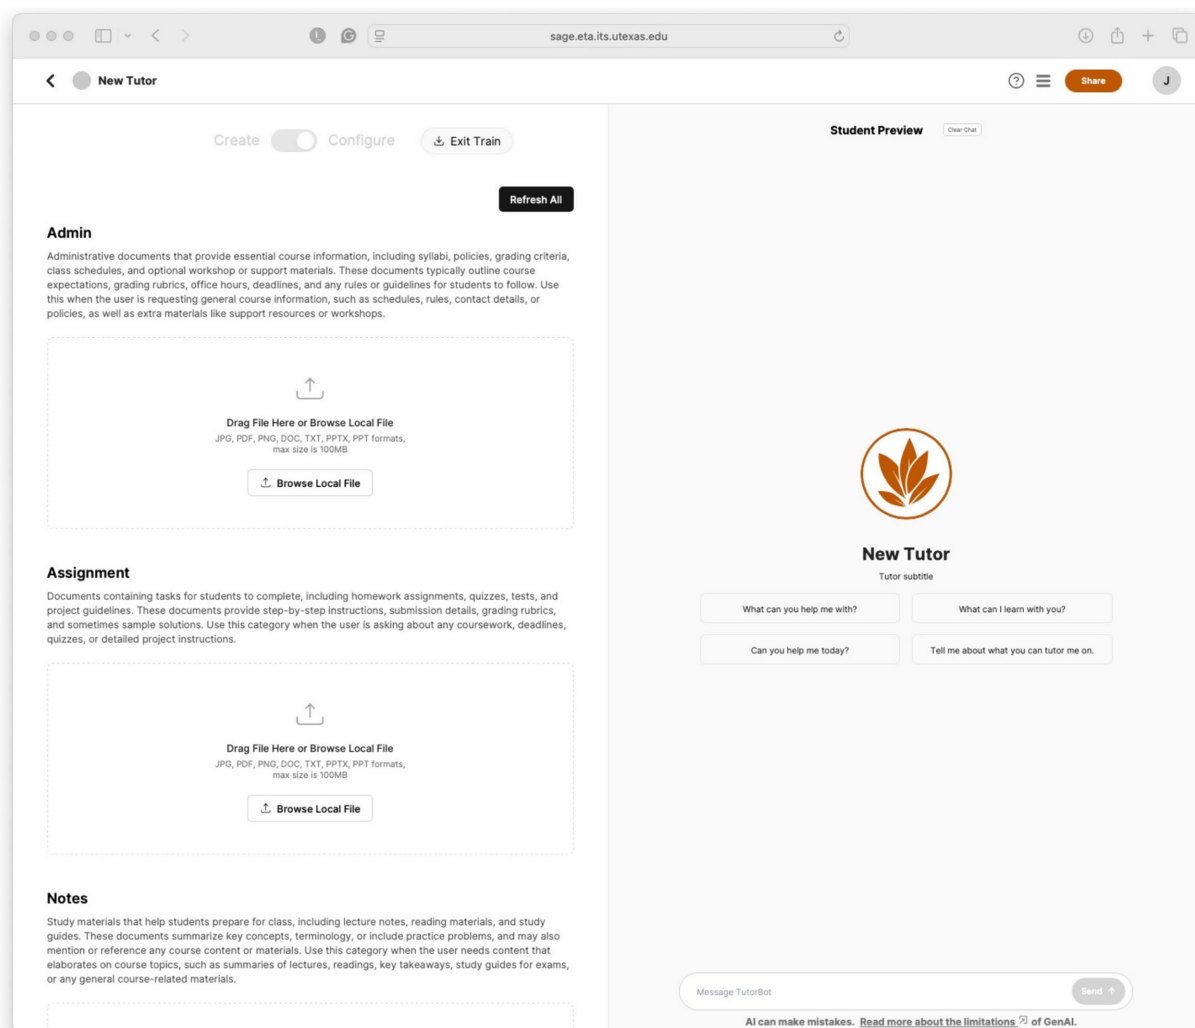 sage.eta.its.utexas.edu
New Tutor
Share
J
Create
Configure
Exit Train
Refresh All
Admin
Administrative documents that provide essential course information, including syllabi, policies, grading criteria,
class schedules, and optional workshop or support materials. These documents typically outline course
expectations, grading rubrics, office hours, deadlines, and any rules or guidelines for students to follow. Use
this when the user is requesting general course information, such as schedules, rules, contact details, or
policies, as well as extra materials like support resources or workshops.
Drag File Here or Browse Local File
JPG, PDF, PNG, DOC, TXT, PPTX, PPT formats,
max size is 100MB
Browse Local File
Assignment
Documents containing tasks for students to complete, including homework assignments, quizzes, tests, and
project guidelines. These documents provide step-by-step instructions, submission details, grading rubrics,
and sometimes sample solutions. Use this category when the user is asking about any coursework, deadlines,
quizzes, or detailed project instructions.
Drag File Here or Browse Local File
JPG, PDF, PNG, DOC, TXT, PPTX, PPT formats,
max size is 100MB
Browse Local File
Notes
Study materials that help students prepare for class, including lecture notes, reading materials, and study
guides. These documents summarize key concepts, terminology, or include practice problems, and may also
mention or reference any course content or materials. Use this category when the user needs content that
elaborates on course topics, such as summaries of lectures, readings, key takeaways, study guides for exams,
or any general course-related materials.
Student Preview
Clear Chat
New Tutor
Tutor subtitle
What can you help me with?
What can I learn with you?
Can you help me today?
Tell me about what you can tutor me on.
Message TutorBot
Send
AI can make mistakes. Read more about the limitations of GenAI.